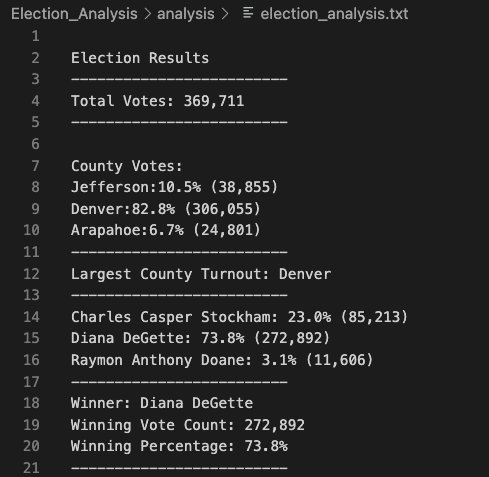 Election_Analysis > analysis > election_analysis.txt
1
2 Election Results
3 -------------------------
4 Total Votes: 369,711
5 -------------------------
6
7 County Votes:
8 Jefferson:10.5% (38,855)
9 Denver:82.8% (306,055)
10 Arapahoe:6.7% (24,801)
11 -------------------------
12 Largest County Turnout: Denver
13 -------------------------
14 Charles Casper Stockham: 23.0% (85,213)
15 Diana DeGette: 73.8% (272,892)
16 Raymon Anthony Doane: 3.1% (11,606)
17 -------------------------
18 Winner: Diana DeGette
19 Winning Vote Count: 272,892
20 Winning Percentage: 73.8%
21 -------------------------